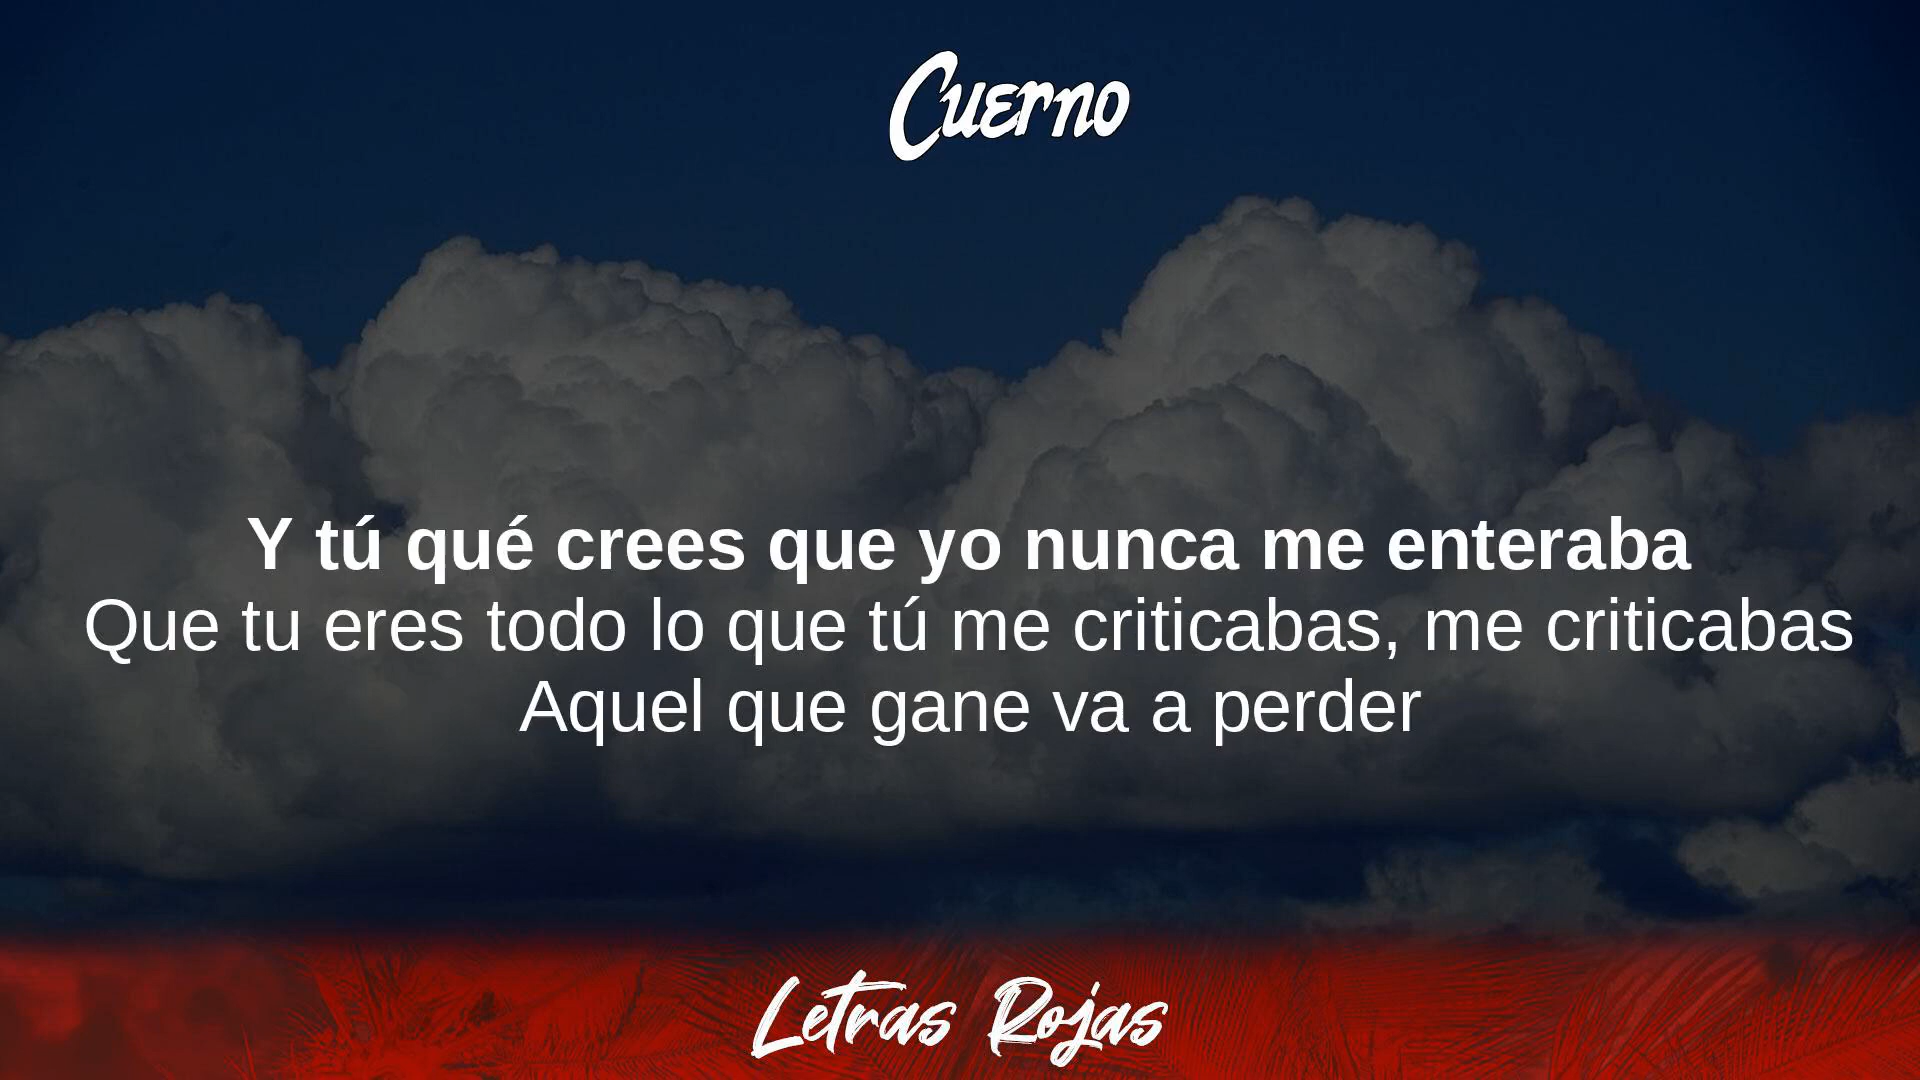 Cuerno
Y tú qué crees que yo nunca me enteraba
Que tu eres todo lo que tú me criticabas, me criticabas
Aquel que gane va a perder
Letras Rojas